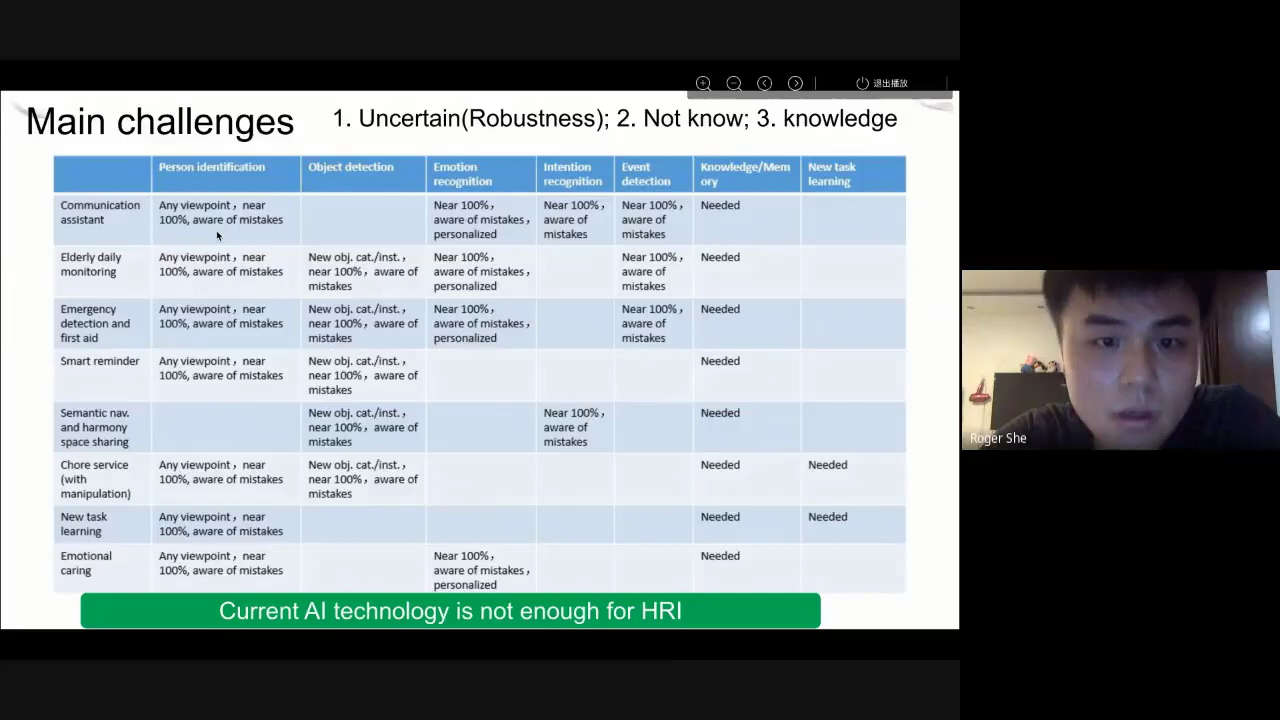 退出播放
Main challenges
1. Uncertain(Robustness); 2. Not know; 3. knowledge
Person identification
Object detection
Emotion
recognition
Intention
recognition
Event
detection
Knowledge/Mem
ory
New task
learning
Communication
assistant
Any viewpoint，near
100%, aware of mistakes
Near 100%，
aware of mistakes，
personalized
Near 100%，
aware of
mistakes
Near 100%，
aware of
mistakes
Needed
Elderly daily
monitoring
Any viewpoint，near
100%, aware of mistakes
New obj. cat./inst.，
near 100%，aware of
mistakes
Near 100%，
aware of mistakes，
personalized
Near 100%，
aware of
mistakes
Needed
Emergency
detection and
first aid
Any viewpoint，near
100%, aware of mistakes
New obj. cat./inst.，
near 100%，aware of
mistakes
Near 100%，
aware of mistakes，
personalized
Near 100%，
aware of
mistakes
Needed
Smart reminder
Any viewpoint，near
100%, aware of mistakes
New obj. cat./inst.，
near 100%，aware of
mistakes
Needed
Semantic nav.
and harmony
space sharing
New obj. cat./inst.，
near 100%，aware of
mistakes
Near 100%，
aware of
mistakes
Needed
Chore service
(with
manipulation)
Any viewpoint，near
100%, aware of mistakes
New obj. cat./inst.，
near 100%，aware of
mistakes
Needed
Needed
New task
learning
Any viewpoint，near
100%, aware of mistakes
Needed
Needed
Emotional
caring
Any viewpoint，near
100%, aware of mistakes
Near 100%，
aware of mistakes，
personalized
Needed
Current AI technology is not enough for HRI
Roger She